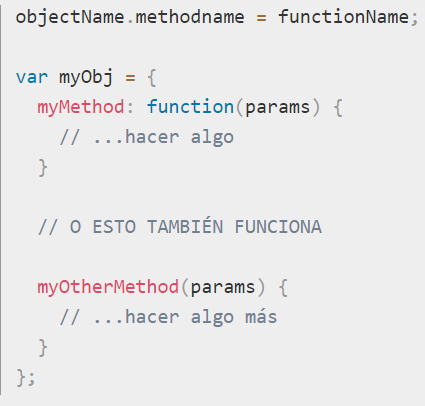 objectName.methodname = functionName;
var myObj = {
myMethod: function(params) {
// ...hacer algo
}
// O ESTO TAMBIÉN FUNCIONA
myOtherMethod(params) {
// ...hacer algo más
}
};